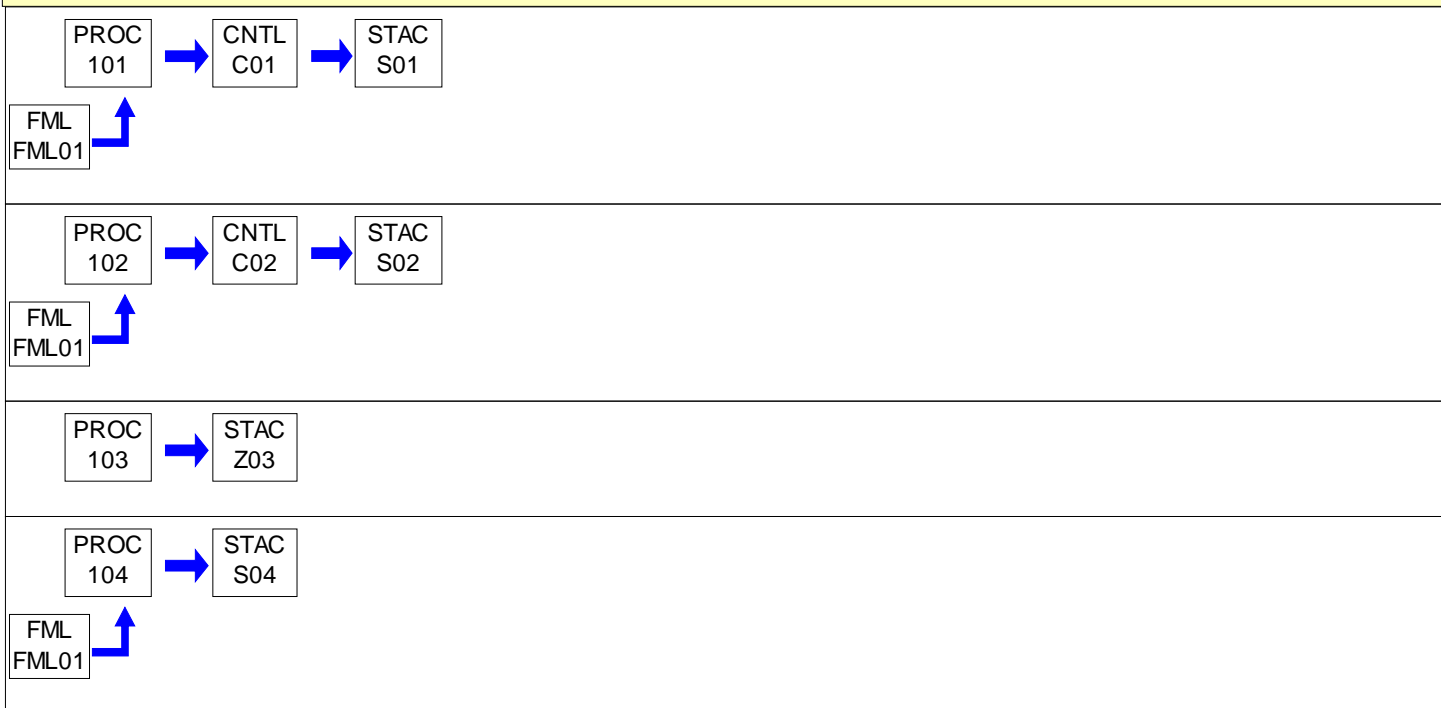 PROC
101
CNTL
C01
STAC
S01
FML
FML01
PROC
102
CNTL
C02
STAC
S02
FML
FML01
PROC
103
STAC
Z03
PROC
104
STAC
S04
FML
FML01